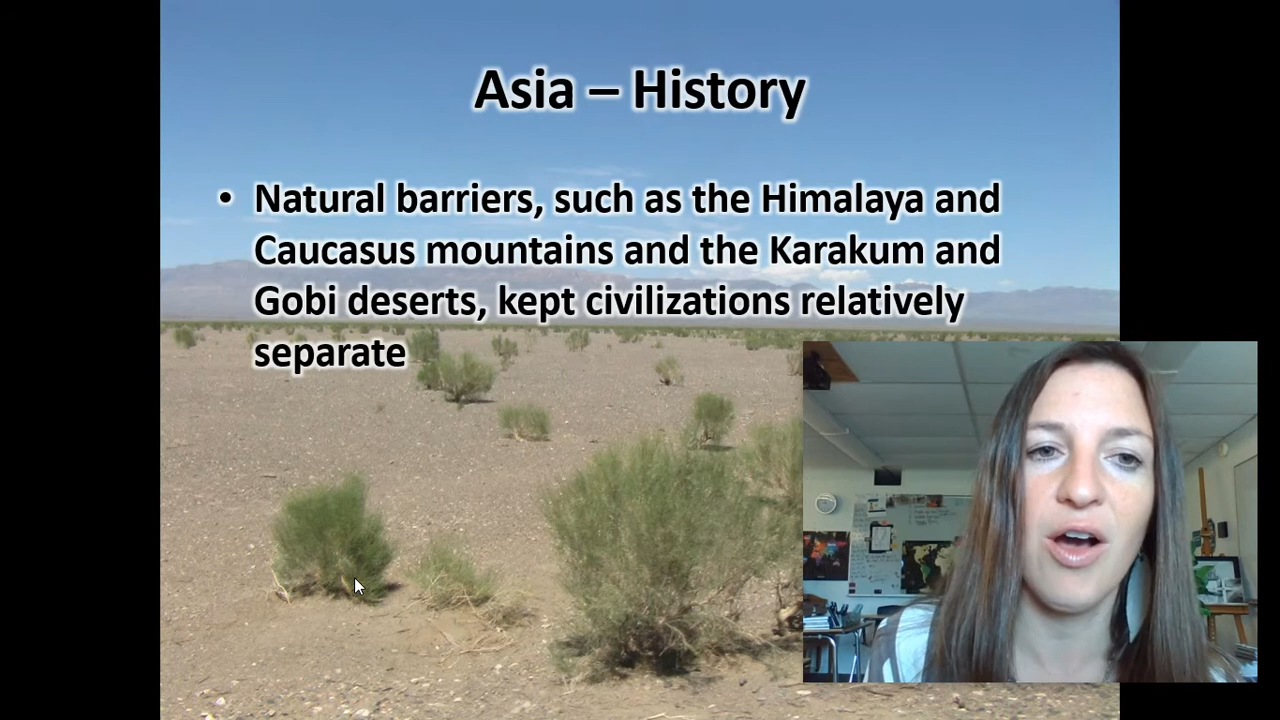 Asia – History
• Natural barriers, such as the Himalaya and
Caucasus mountains and the Karakum and
Gobi deserts, kept civilizations relatively
separate